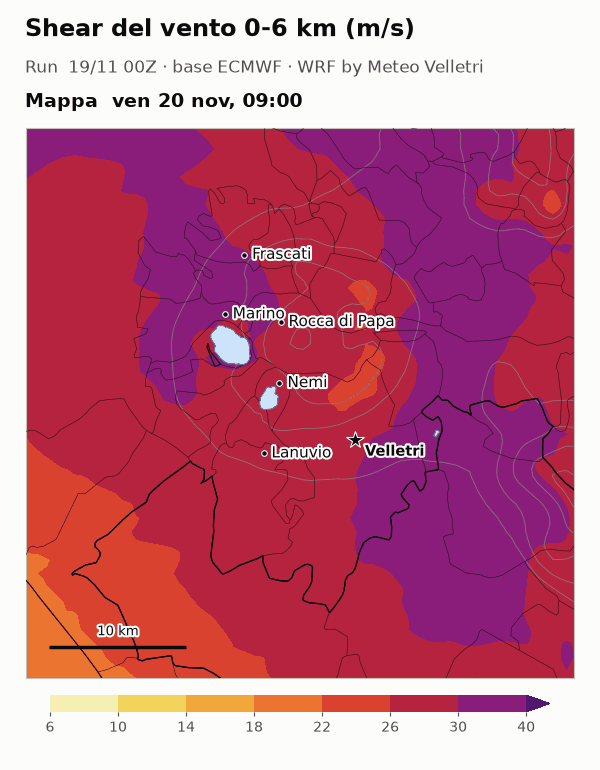 Shear del vento 0-6 km (m/s)
Run  19/11 00Z · base ECMWF · WRF by Meteo Velletri
Mappa  ven 20 nov, 09:00
Frascati
Marino
Rocca di Papa
Nemi
Velletri
Lanuvio
10 km
6 10 14 18 22 26 30 40